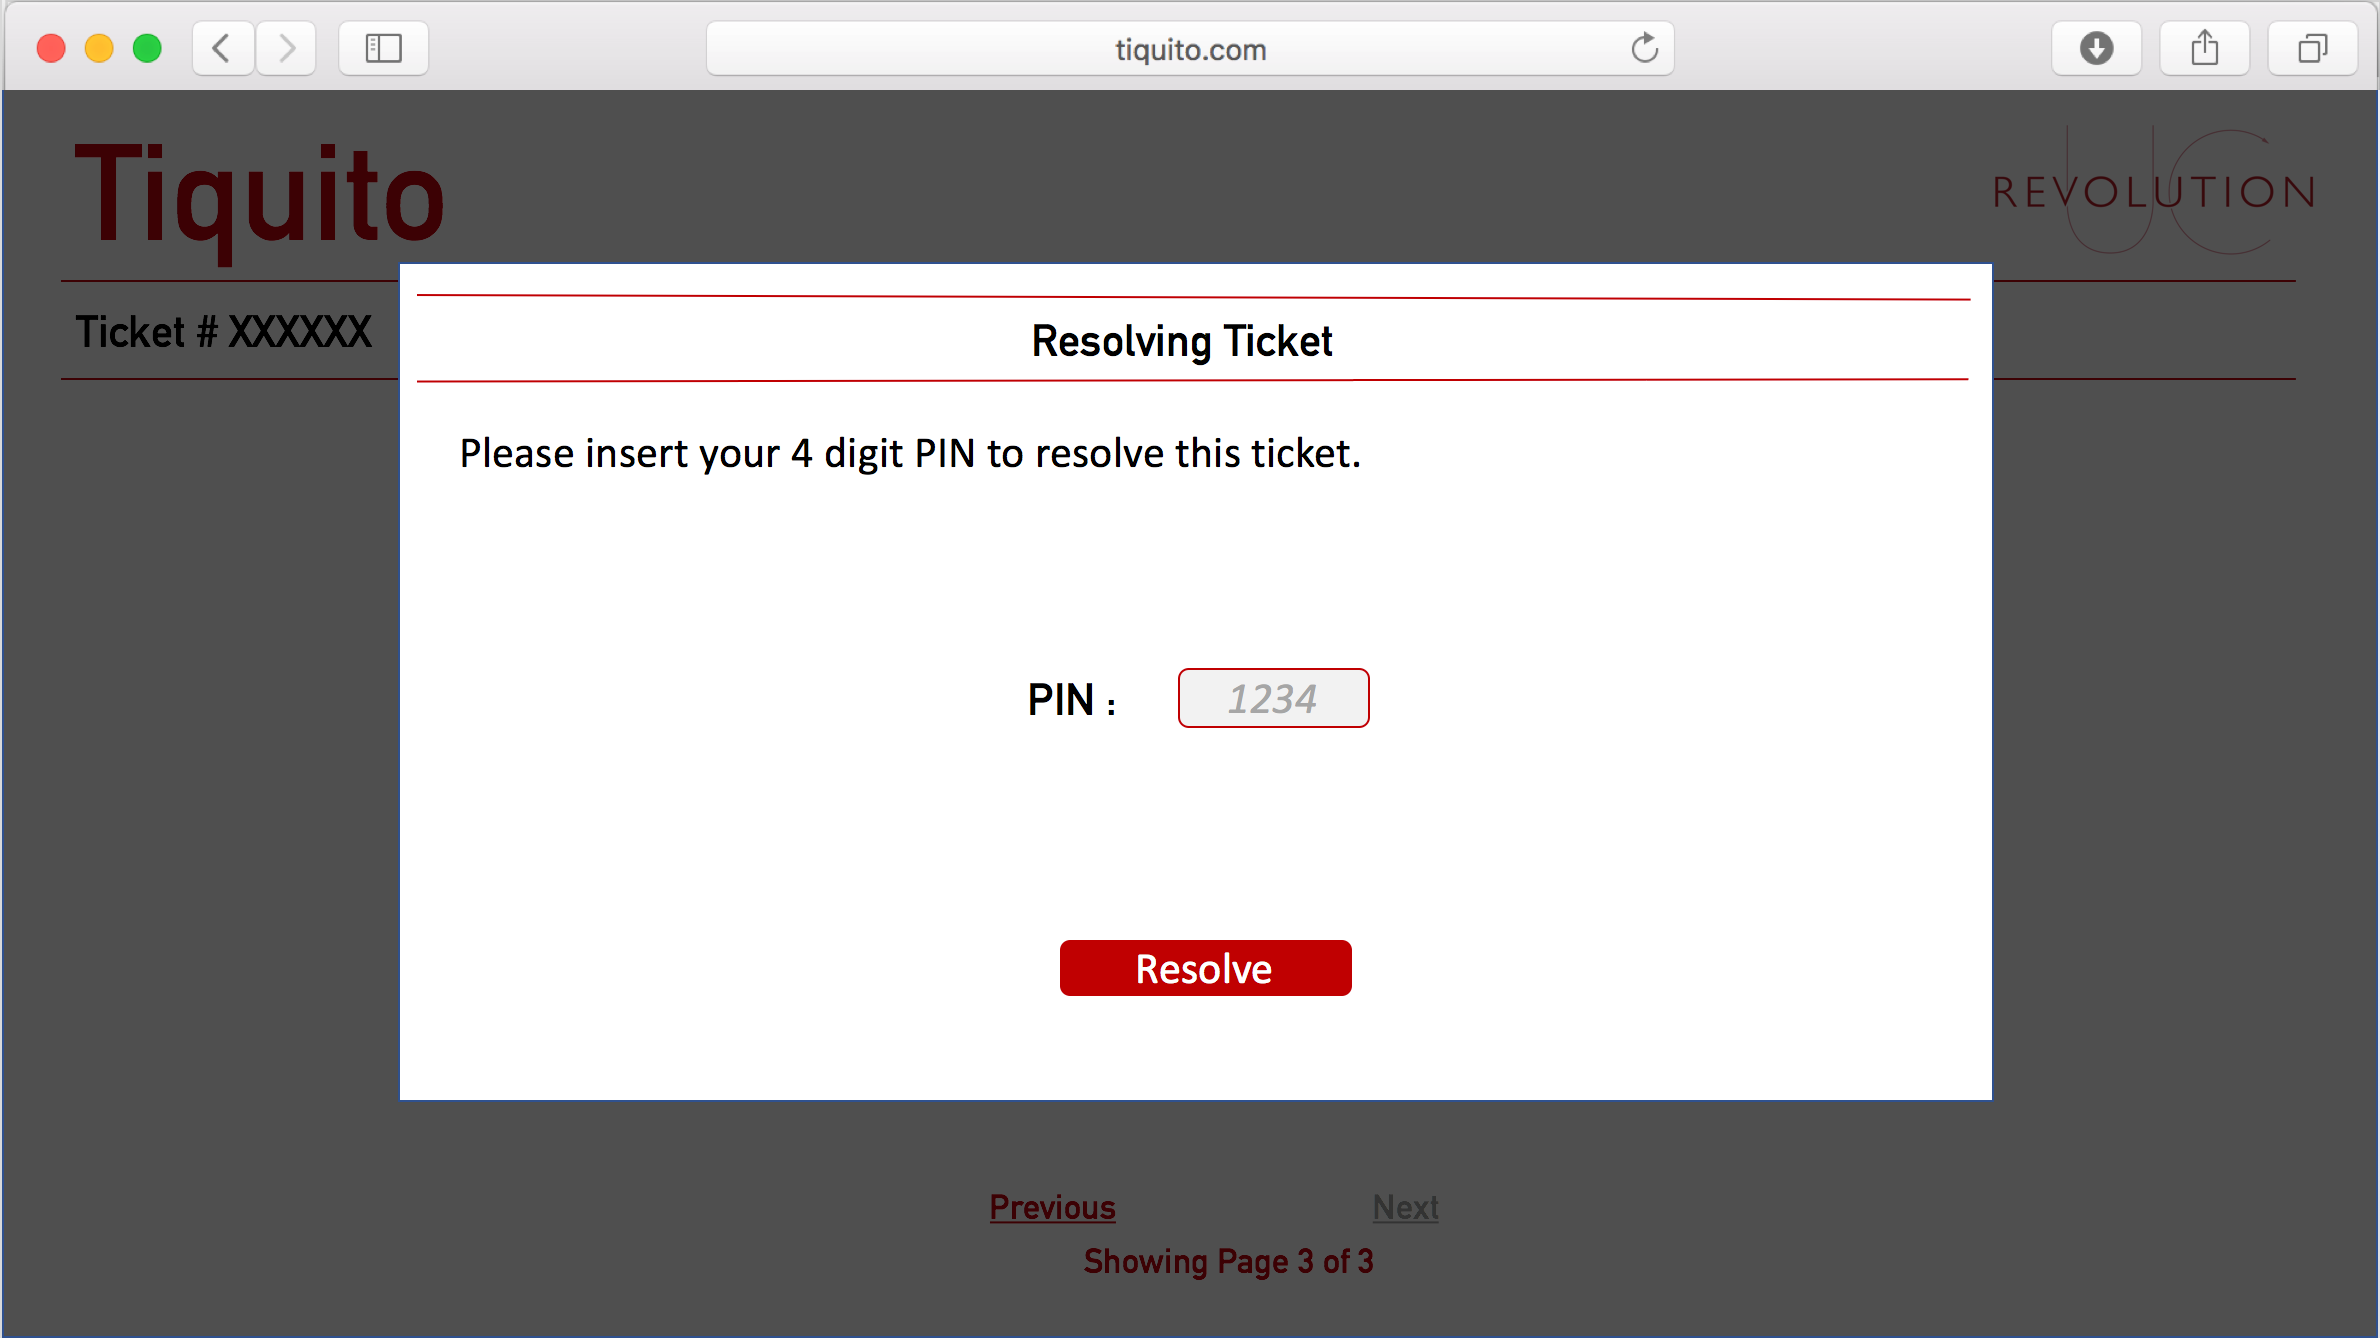 tiquito.com
Tiquito
UC
REVOLUTION
Ticket # XXXXXX
Resolving Ticket
Please insert your 4 digit PIN to resolve this ticket.
PIN : 1234
Resolve
Previous Next
Showing Page 3 of 3